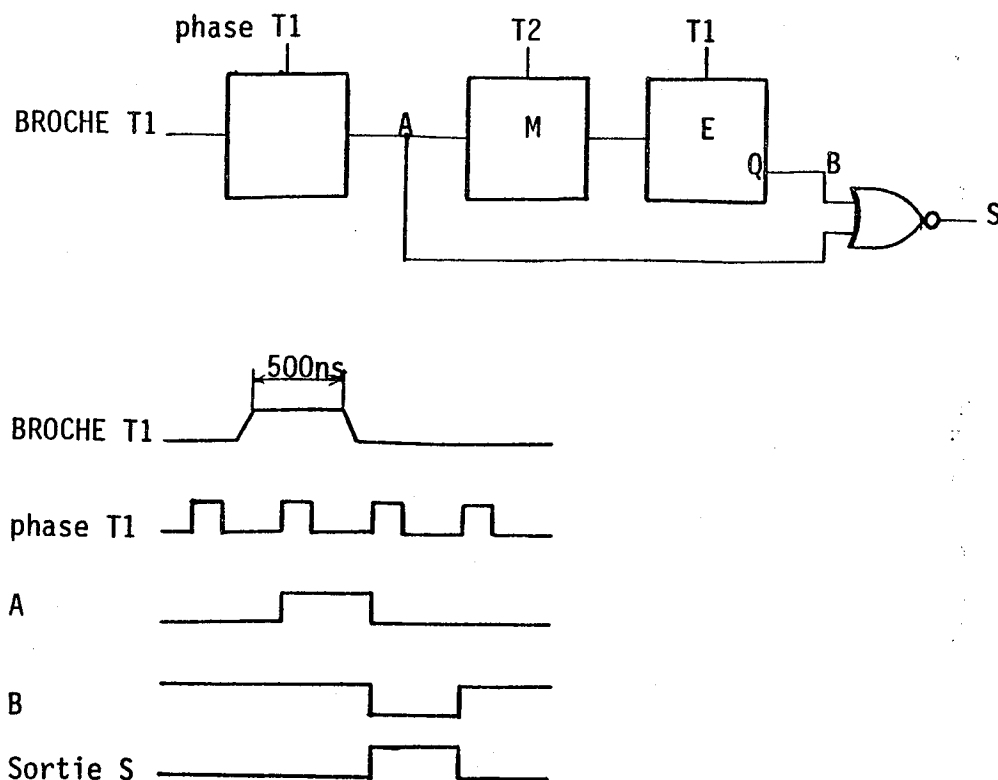 phase T1
T2
T1
BROCHE T1
A
M
E
Q
B
S
500ns
BROCHE T1
phase T1
A
B
Sortie S